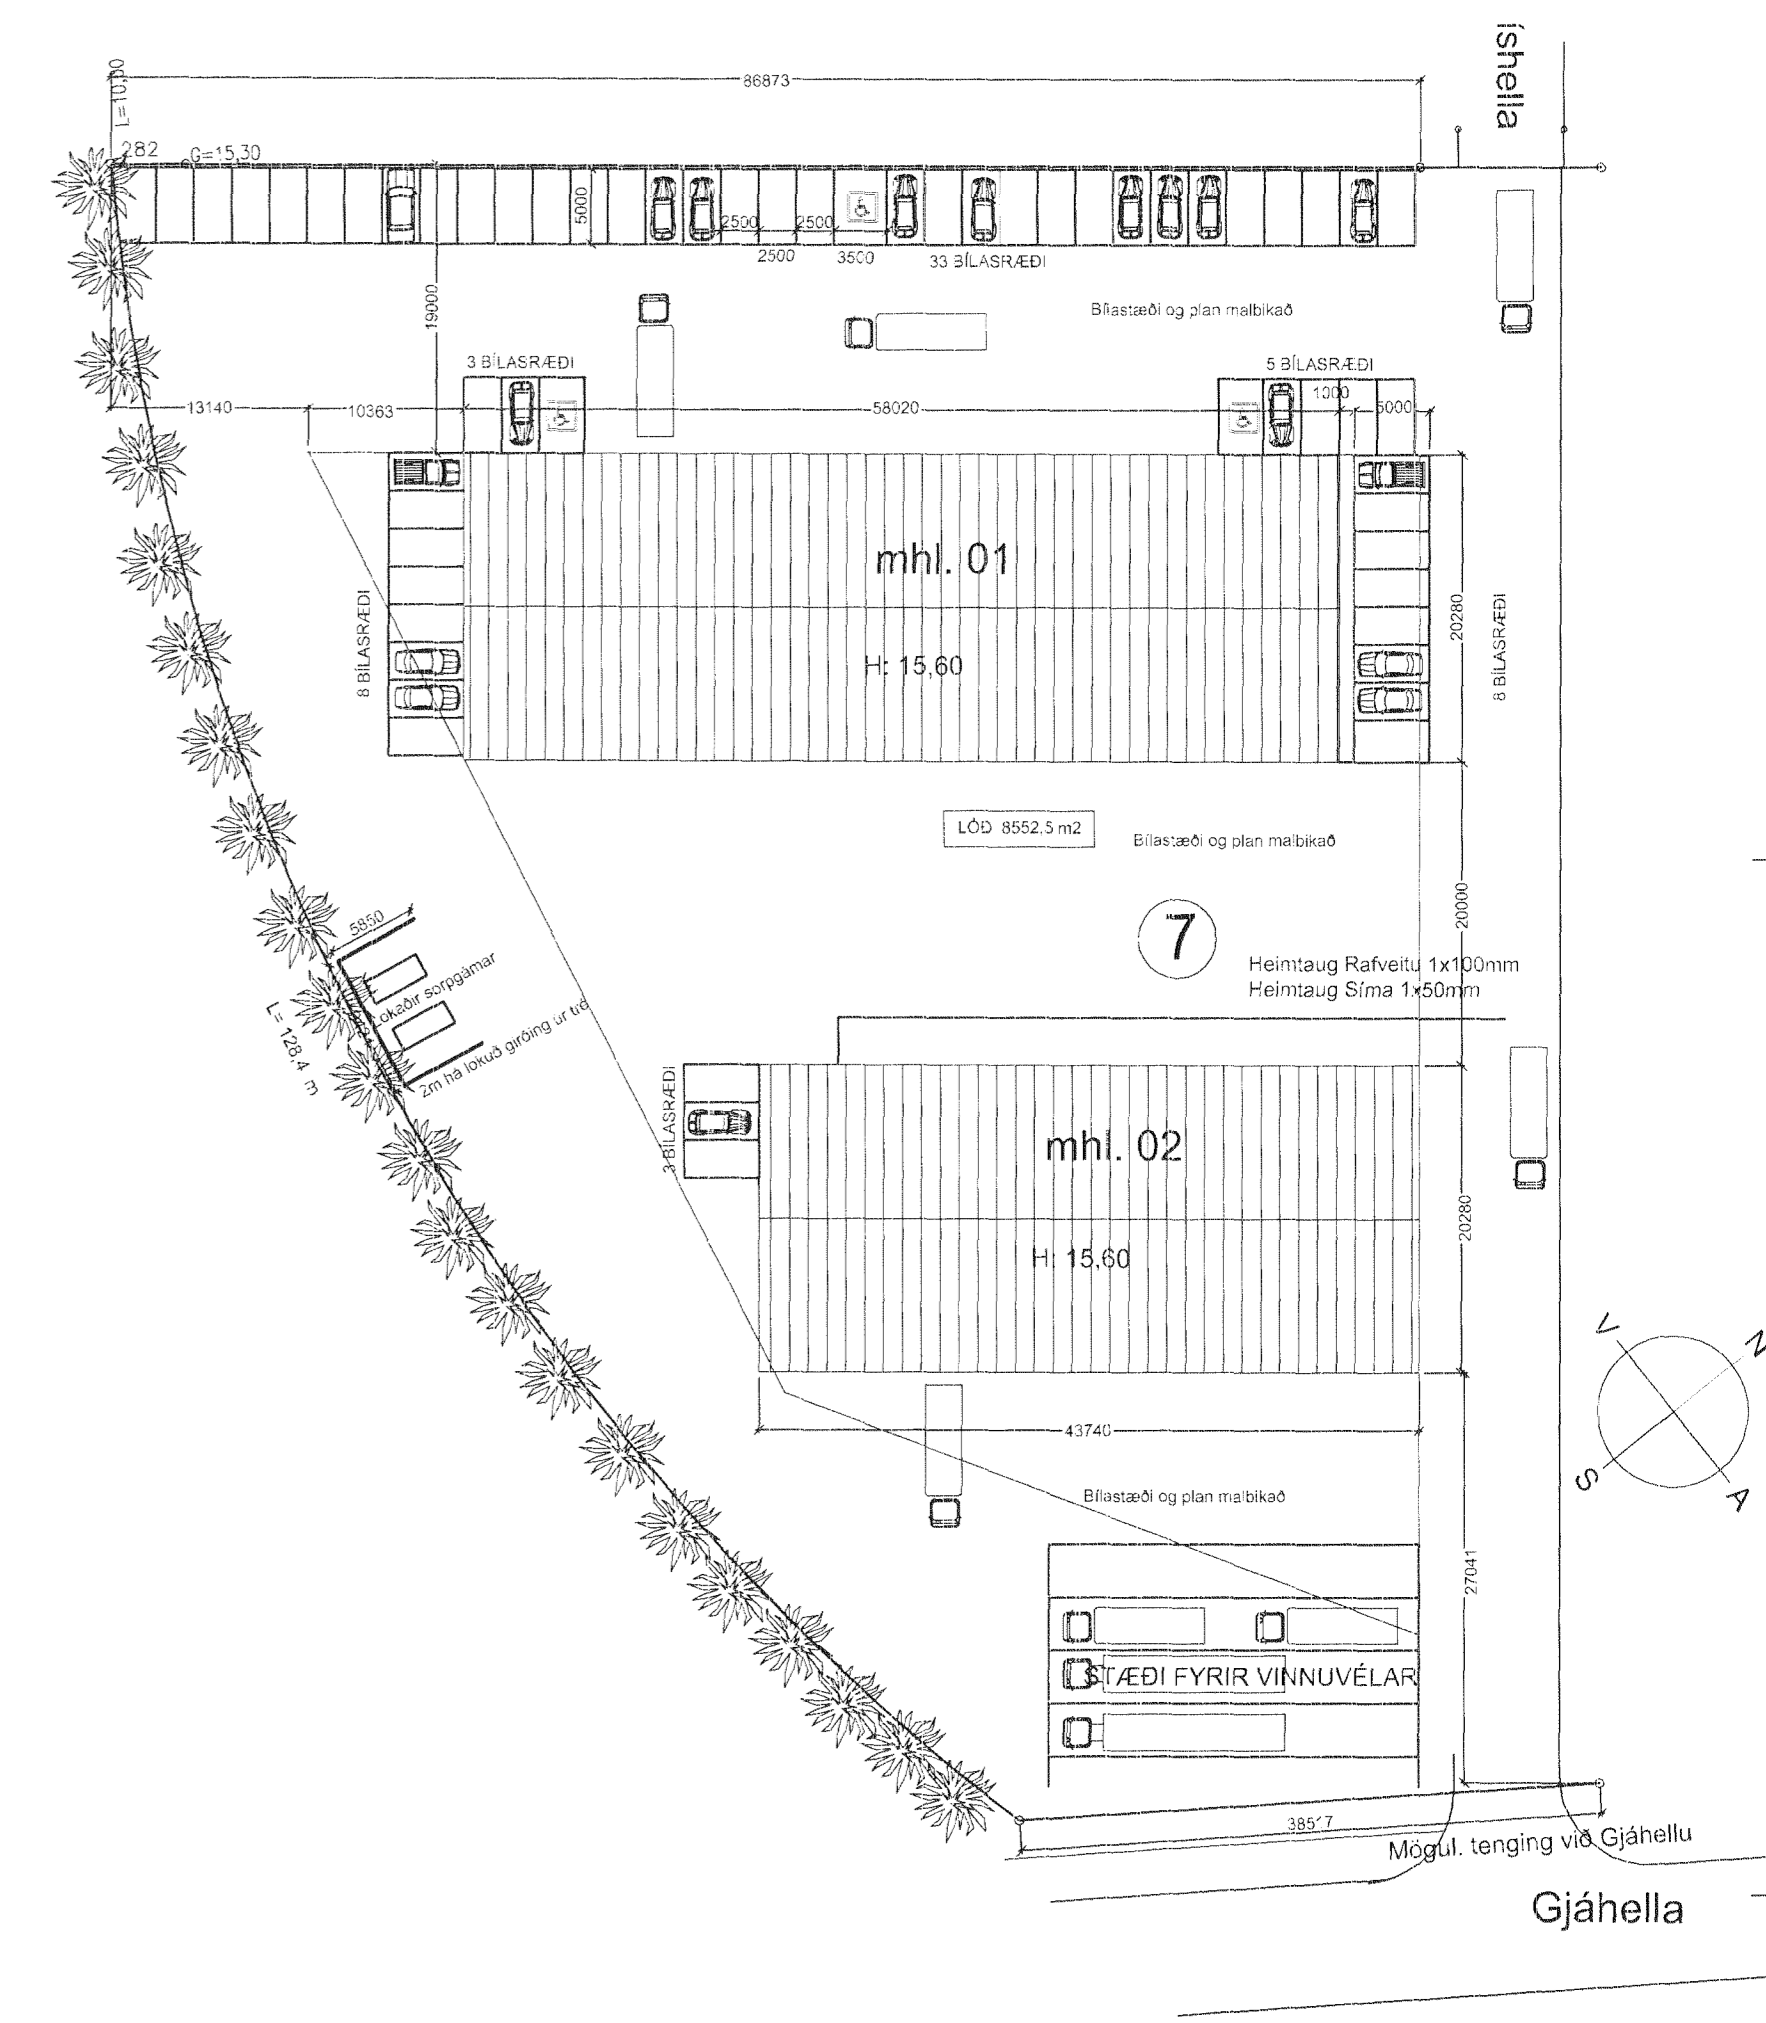 íshella
86873
L=10,00
282
G=15,30
5000
2500
2500
2500
3500
33 BÍLASRÆÐI
19000
Bílastæði og plan malbikað
3 BÍLASRÆÐI
5 BÍLASRÆÐI
13140
10363
58020
1000
5000
mhl. 01
H: 15,60
8 BÍLASRÆÐI
20280
8 BÍLASRÆÐI
LÓÐ 8552,5 m2
Bílastæði og plan malbikað
7
20000
Heimtaug Rafveitu 1x100mm
Heimtaug Síma 1x50mm
5850
Lokaðir sorpgámar
2m há lokuð girðing úr tré
L= 128,4 m
3 BÍLASRÆÐI
mhl. 02
H: 15,60
20280
43740
V
N
S
A
Bílastæði og plan malbikað
27041
STÆÐI FYRIR VINNUVÉLAR
38517
Mögul. tenging við Gjáhellu
Gjáhella